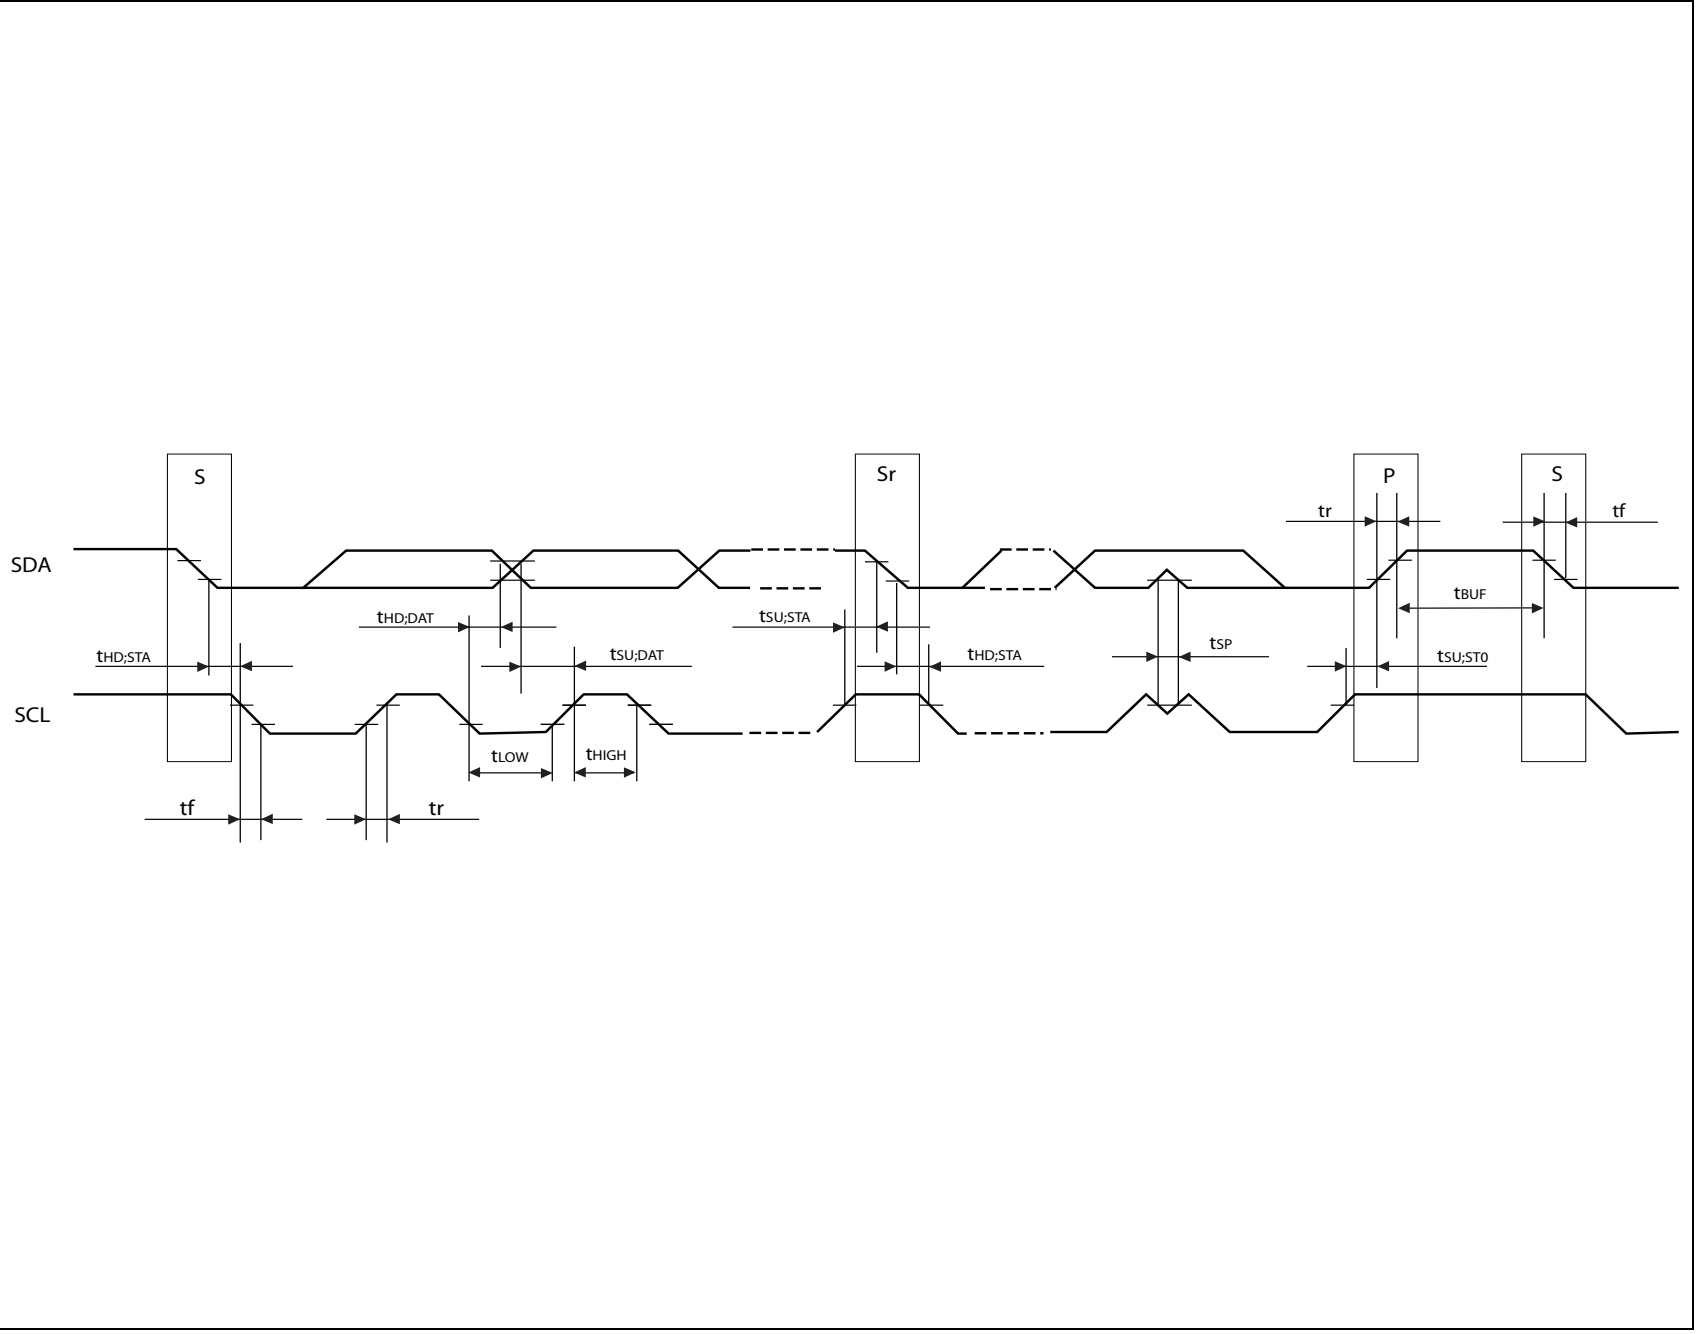 S
Sr
P
S
tr
tf
SDA
tBUF
tHD;DAT
tSU;STA
tSP
tHD;STA
tSU;DAT
tHD;STA
tSU;ST0
SCL
tLOW
tHIGH
tf
tr